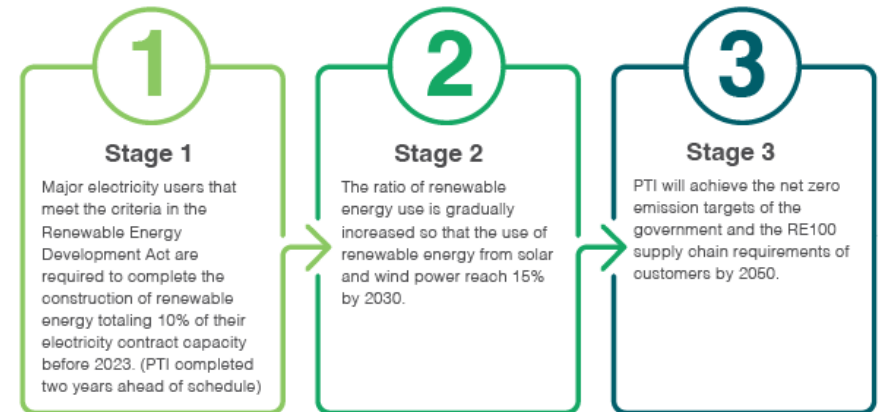 1
Stage 1
Major electricity users that
meet the criteria in the
Renewable Energy
Development Act are
required to complete the
construction of renewable
energy totaling 10% of their
electricity contract capacity
before 2023. (PTI completed
two years ahead of schedule)
2
Stage 2
The ratio of renewable
energy use is gradually
increased so that the use of
renewable energy from solar
and wind power reach 15%
by 2030.
3
Stage 3
PTI will achieve the net zero
emission targets of the
government and the RE100
supply chain requirements of
customers by 2050.